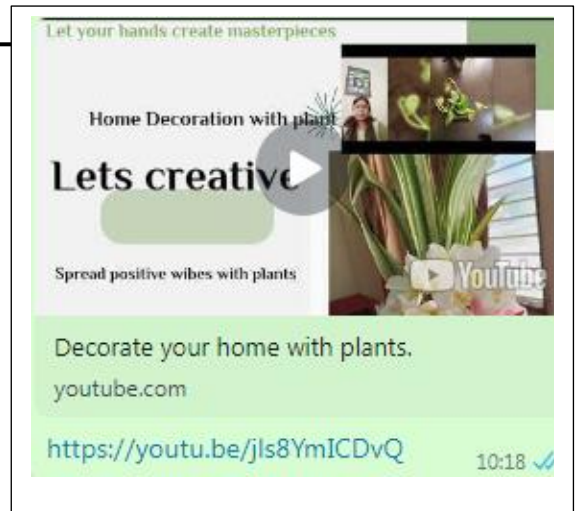 Let your hands create masterpieces
Home Decoration with plant
Lets creative
Spread positive wibes with plants
YouTube
Decorate your home with plants.
youtube.com
https://youtu.be/jIs8YmICDvQ
10:18